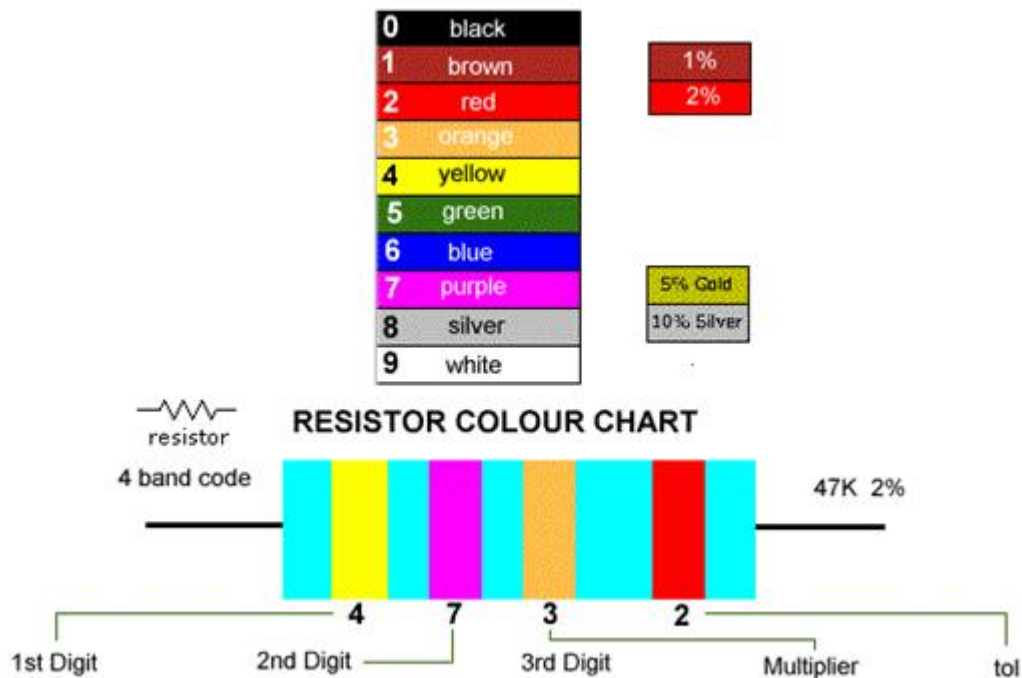 0 black
1 brown
2 red
3 orange
4 yellow
5 green
6 blue
7 purple
8 silver
9 white
1%
2%
5% Gold
10% Silver
resistor
RESISTOR COLOUR CHART
4 band code
47K 2%
4 7 3 2
1st Digit 2nd Digit 3rd Digit Multiplier tol